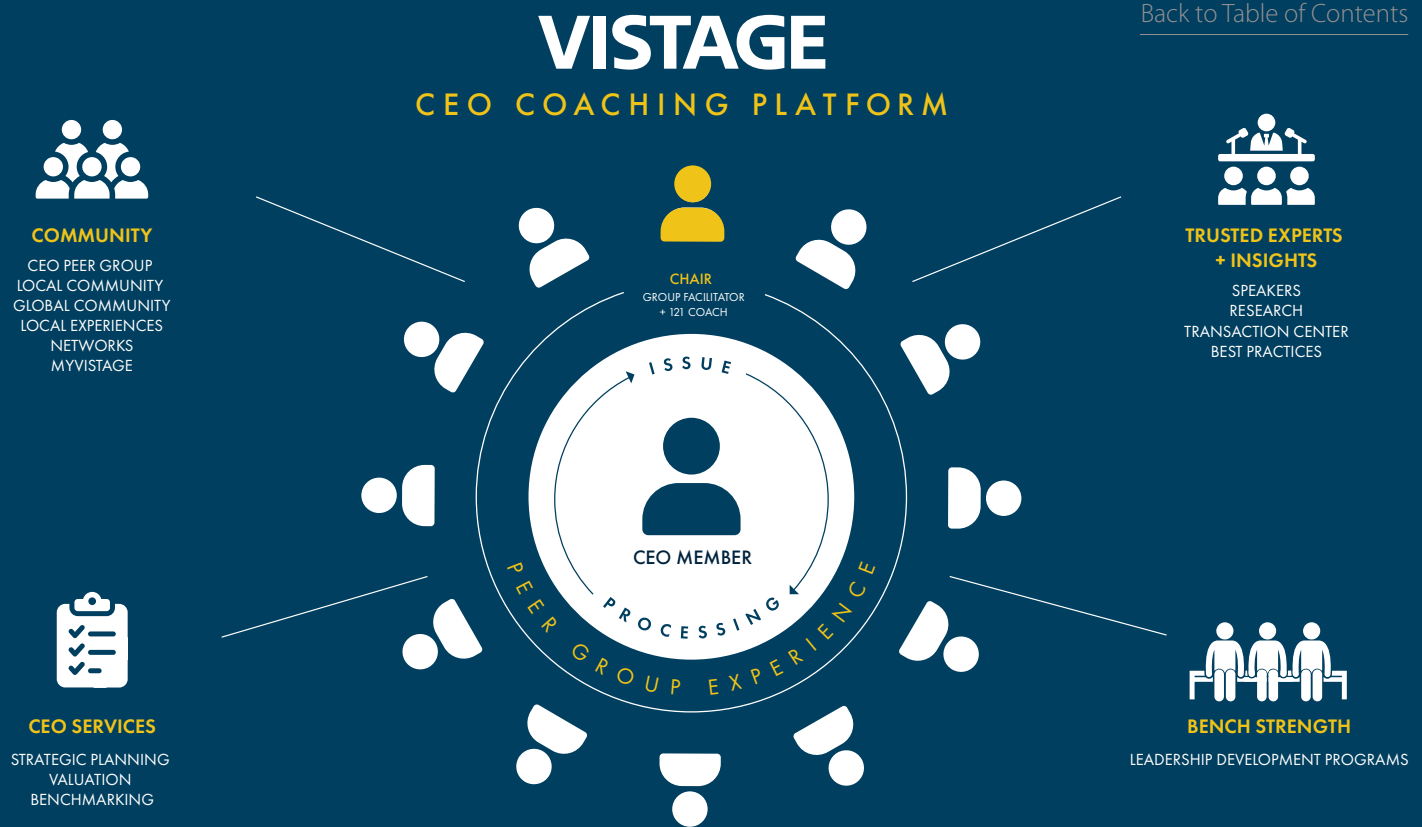 Back to Table of Contents
VISTAGE
CEO COACHING PLATFORM
COMMUNITY
CEO PEER GROUP
LOCAL COMMUNITY
GLOBAL COMMUNITY
LOCAL EXPERIENCES
NETWORKS
MYVISTAGE
TRUSTED EXPERTS
+ INSIGHTS
SPEAKERS
RESEARCH
TRANSACTION CENTER
BEST PRACTICES
CHAIR
GROUP FACILITATOR
+ 121 COACH
ISSUE
CEO MEMBER
PROCESSING
PEER GROUP EXPERIENCE
CEO SERVICES
STRATEGIC PLANNING
VALUATION
BENCHMARKING
BENCH STRENGTH
LEADERSHIP DEVELOPMENT PROGRAMS